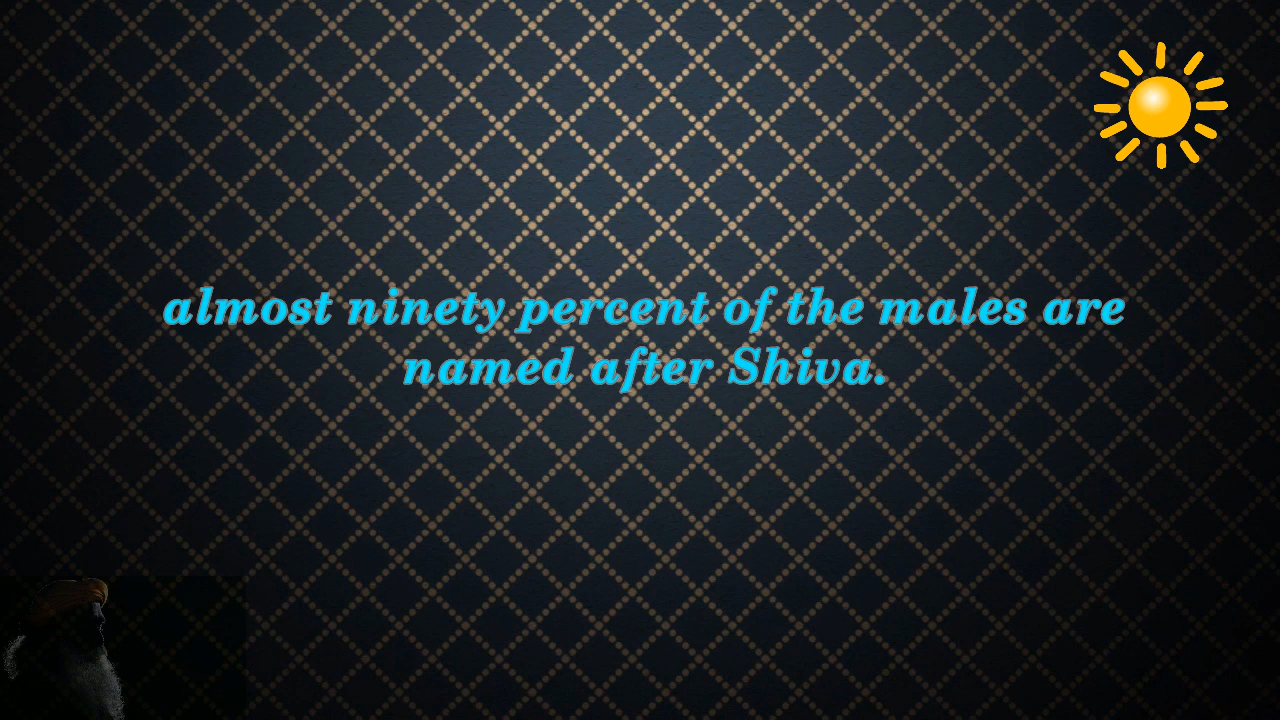 almost ninety percent of the males are
named after Shiva.